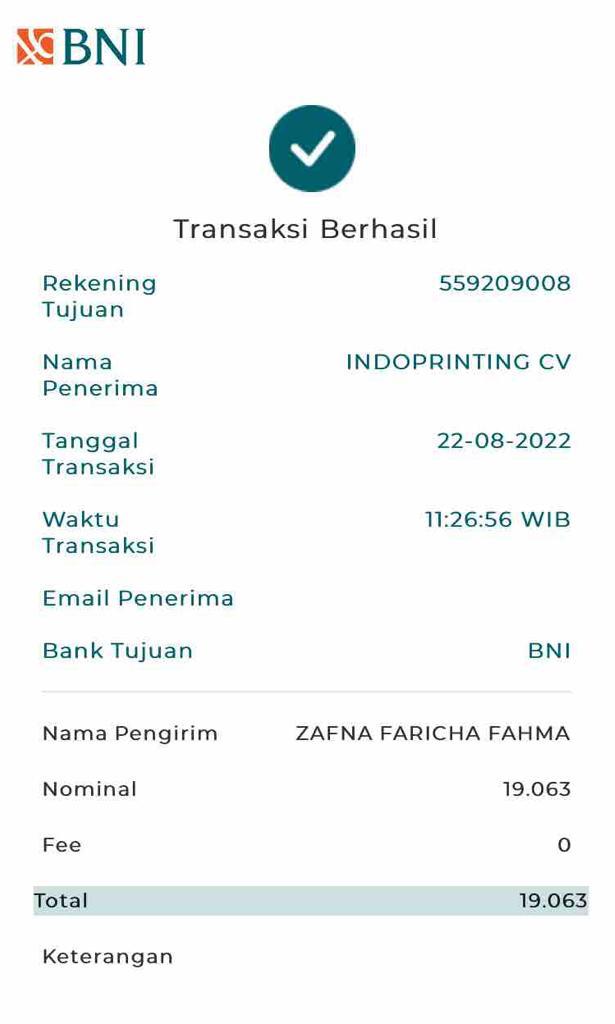 BNI
Transaksi Berhasil
Rekening Tujuan 559209008
Nama Penerima INDOPRINTING CV
Tanggal Transaksi 22-08-2022
Waktu Transaksi 11:26:56 WIB
Email Penerima
Bank Tujuan BNI
Nama Pengirim ZAFNA FARICHA FAHMA
Nominal 19.063
Fee 0
Total 19.063
Keterangan